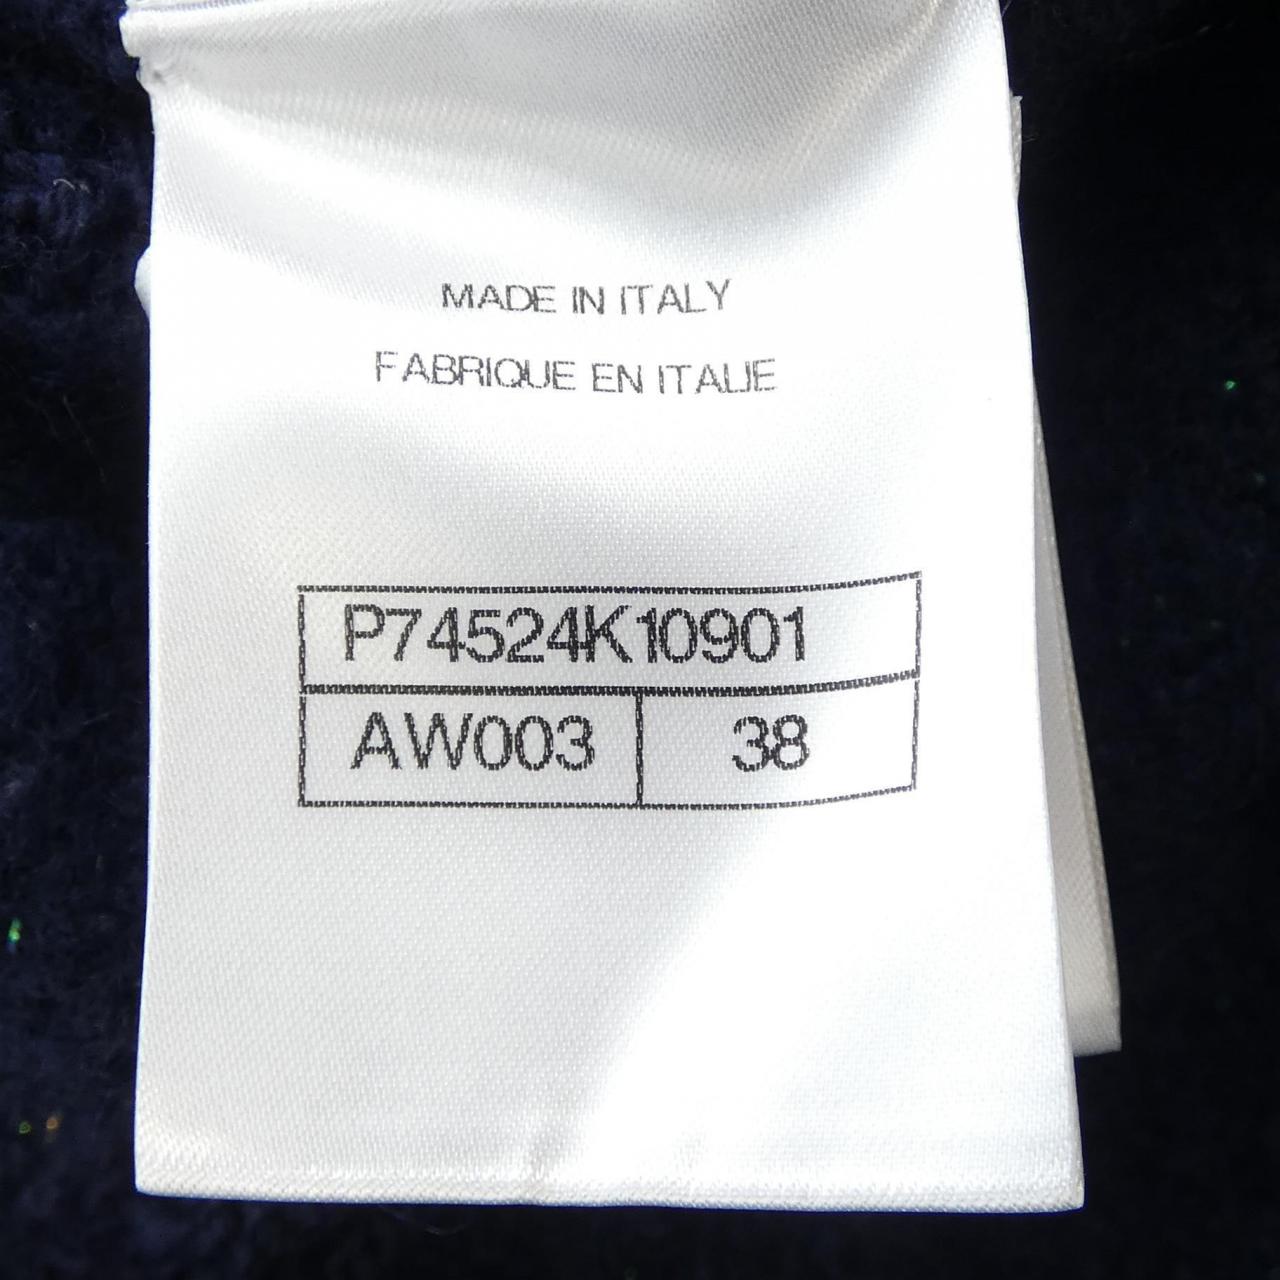 MADE IN ITALY
FABRIQUE EN ITALIE
P74524K10901
AW003 38